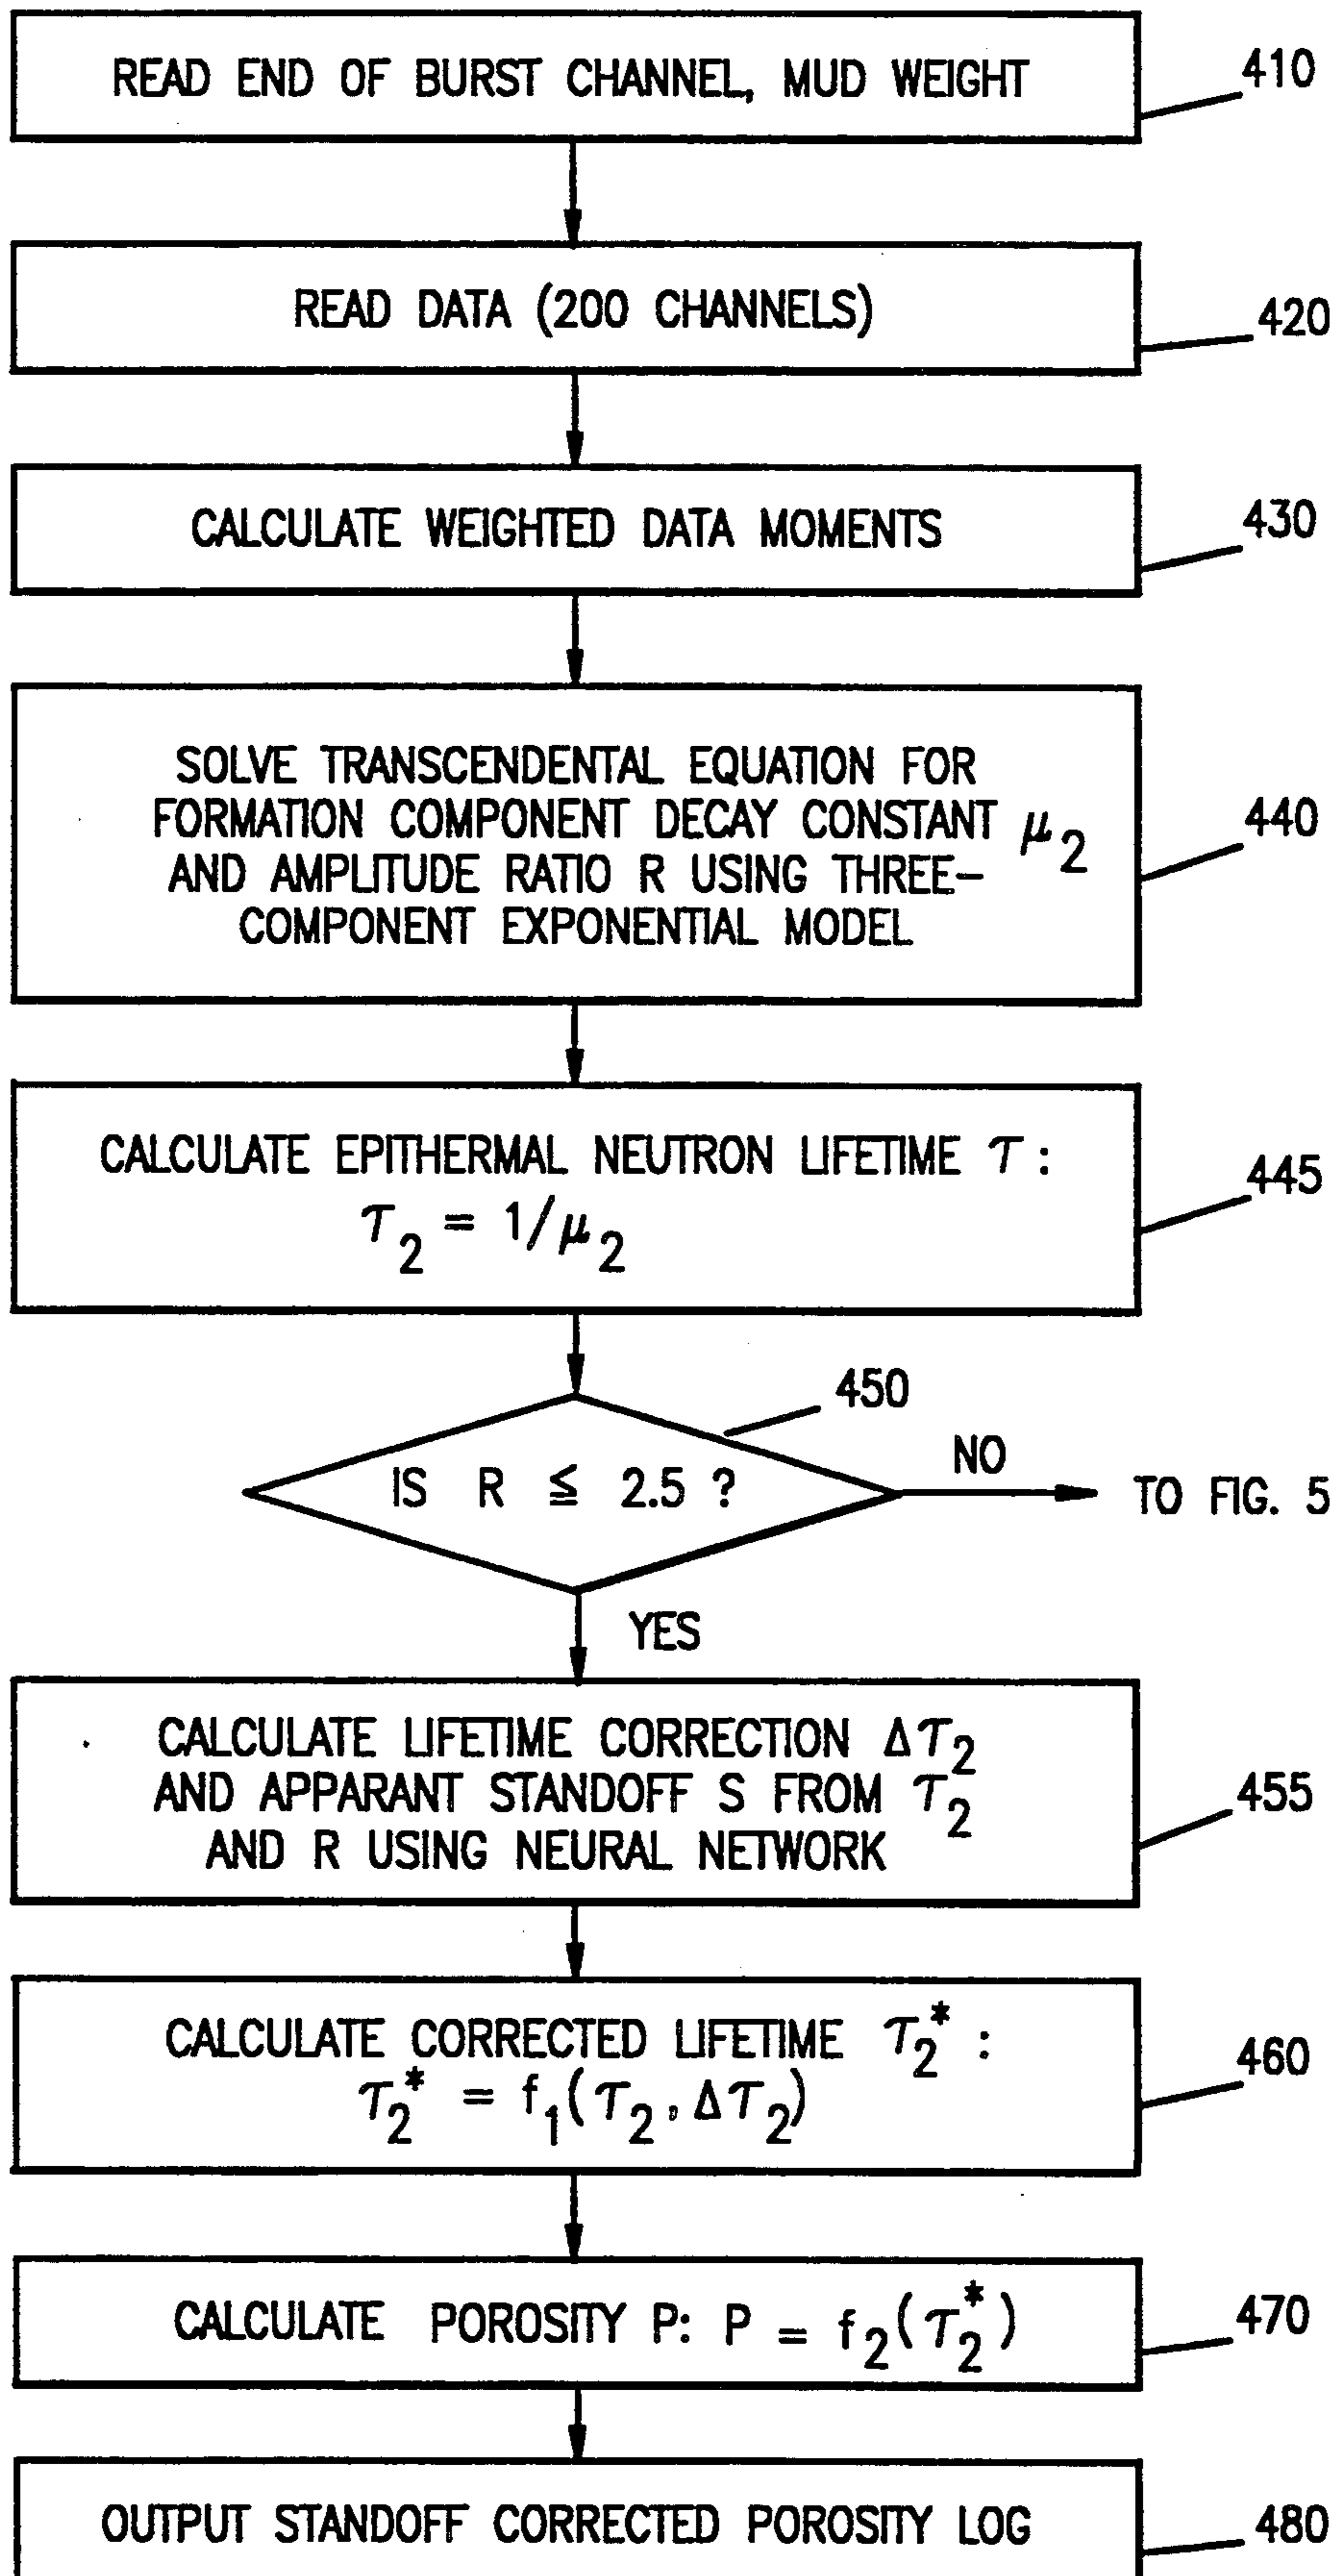 READ END OF BURST CHANNEL, MUD WEIGHT
410
READ DATA (200 CHANNELS)
420
CALCULATE WEIGHTED DATA MOMENTS
430
SOLVE TRANSCENDENTAL EQUATION FOR
FORMATION COMPONENT DECAY CONSTANT μ2
AND AMPLITUDE RATIO R USING THREE-
COMPONENT EXPONENTIAL MODEL
440
CALCULATE EPITHERMAL NEUTRON LIFETIME τ :
τ2 = 1/μ2
445
450
IS R ≦ 2.5 ?
NO
TO FIG. 5
YES
CALCULATE LIFETIME CORRECTION Δτ2
AND APPARANT STANDOFF S FROM τ2
AND R USING NEURAL NETWORK
455
CALCULATE CORRECTED LIFETIME τ2* :
τ2* = f1(τ2, Δτ2)
460
CALCULATE POROSITY P: P = f2(τ2*)
470
OUTPUT STANDOFF CORRECTED POROSITY LOG
480